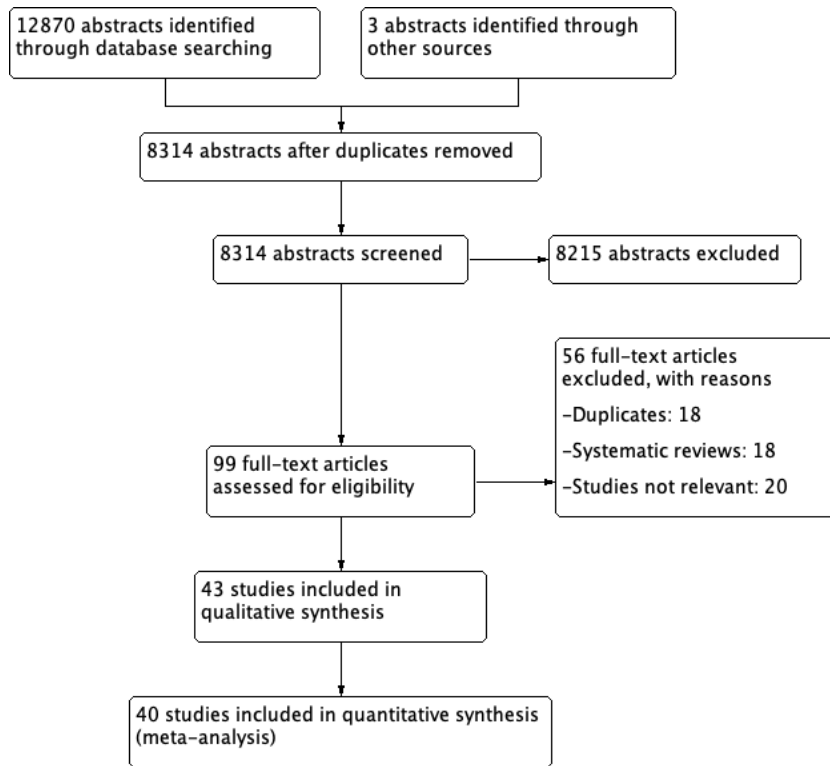 12870 abstracts identified
through database searching
3 abstracts identified through
other sources
8314 abstracts after duplicates removed
8314 abstracts screened
8215 abstracts excluded
56 full-text articles
excluded, with reasons
-Duplicates: 18
-Systematic reviews: 18
-Studies not relevant: 20
99 full-text articles
assessed for eligibility
43 studies included in
qualitative synthesis
40 studies included in quantitative synthesis
(meta-analysis)